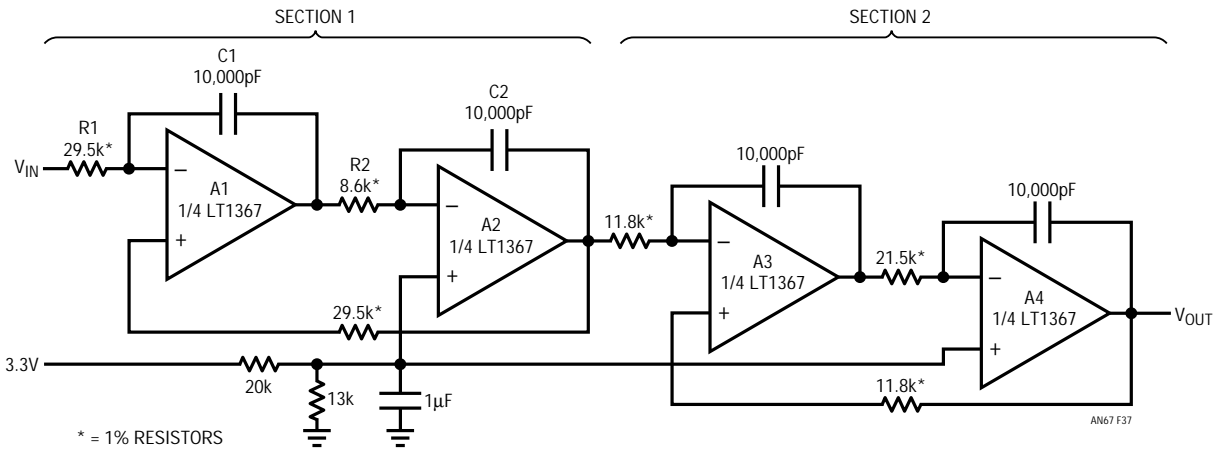 SECTION 1
SECTION 2
C1
10,000pF
C2
10,000pF
R1
29.5k*
VIN
A1
1/4 LT1367
R2
8.6k*
A2
1/4 LT1367
29.5k*
10,000pF
11.8k*
A3
1/4 LT1367
10,000pF
21.5k*
A4
1/4 LT1367
VOUT
11.8k*
3.3V
20k
13k
1µF
* = 1% RESISTORS
AN67 F37